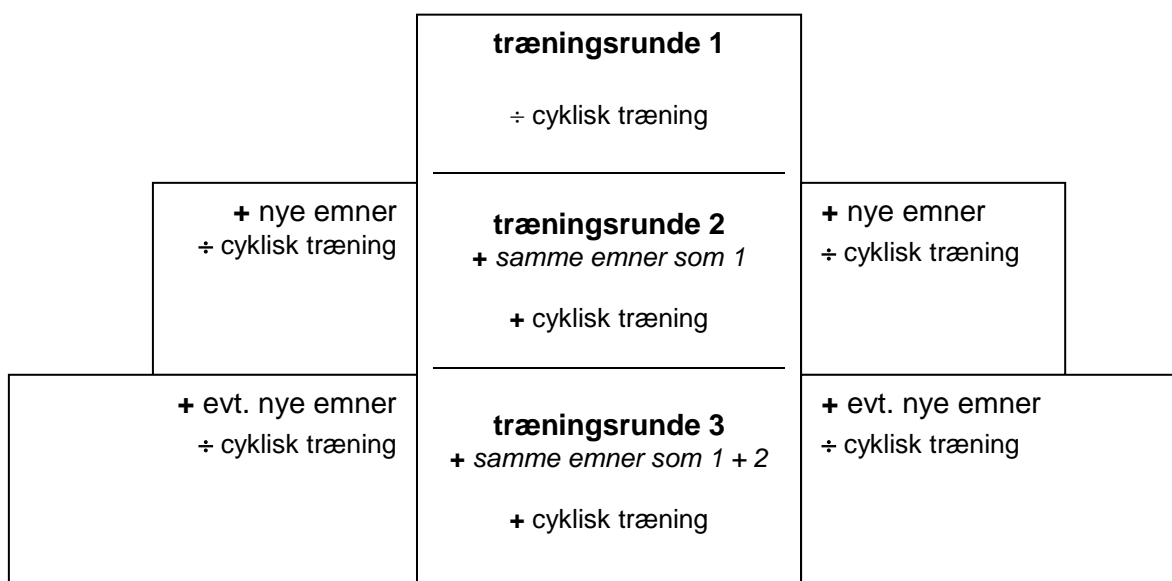 træningsrunde 1
÷ cyklisk træning
+ nye emner
÷ cyklisk træning
træningsrunde 2
+ samme emner som 1
+ cyklisk træning
+ nye emner
÷ cyklisk træning
+ evt. nye emner
÷ cyklisk træning
træningsrunde 3
+ samme emner som 1 + 2
+ cyklisk træning
+ evt. nye emner
÷ cyklisk træning